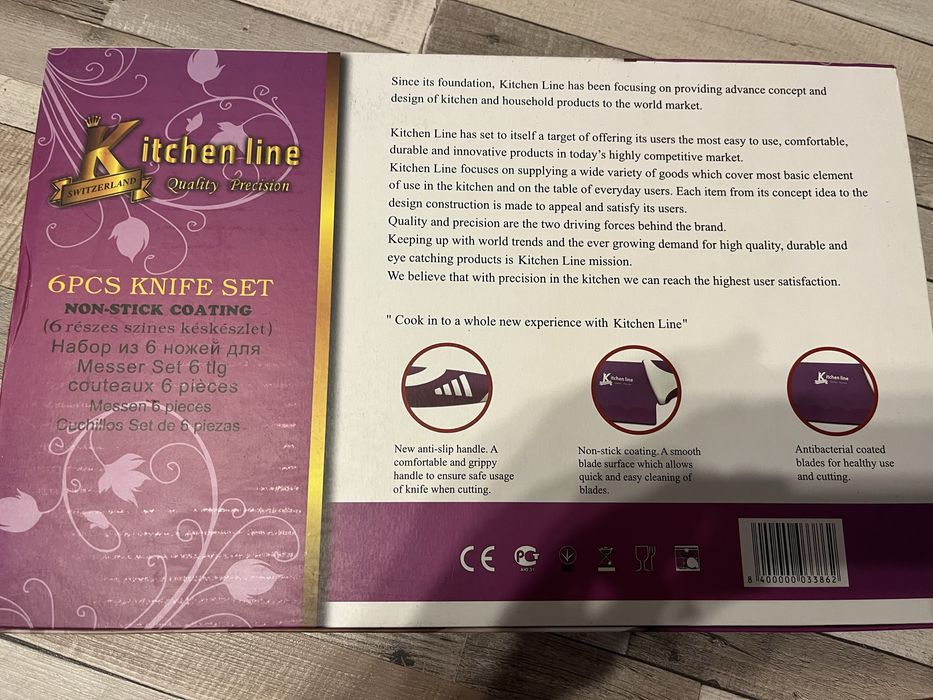 Kitchen line
SWITZERLAND
Quality Precision
6PCS KNIFE SET
NON-STICK COATING
(6 részes szines késkészlet)
Набор из 6 ножей для
Messer Set 6 tlg
couteaux 6 pièces
Messen 6 pieces
Cuchillos Set de 6 piezas
Since its foundation, Kitchen Line has been focusing on providing advance concept and
design of kitchen and household products to the world market.
Kitchen Line has set to itself a target of offering its users the most easy to use, comfortable,
durable and innovative products in today's highly competitive market.
Kitchen Line focuses on supplying a wide variety of goods which cover most basic element
of use in the kitchen and on the table of everyday users. Each item from its concept idea to the
design construction is made to appeal and satisfy its users.
Quality and precision are the two driving forces behind the brand.
Keeping up with world trends and the ever growing demand for high quality, durable and
eye catching products is Kitchen Line mission.
We believe that with precision in the kitchen we can reach the highest user satisfaction.
" Cook in to a whole new experience with Kitchen Line"
Kitchen line
Kitchen line
New anti-slip handle. A
comfortable and grippy
handle to ensure safe usage
of knife when cutting.
Non-stick coating. A smooth
blade surface which allows
quick and easy cleaning of
blades.
Antibacterial coated
blades for healthy use
and cutting.
CE
8 400000 033862